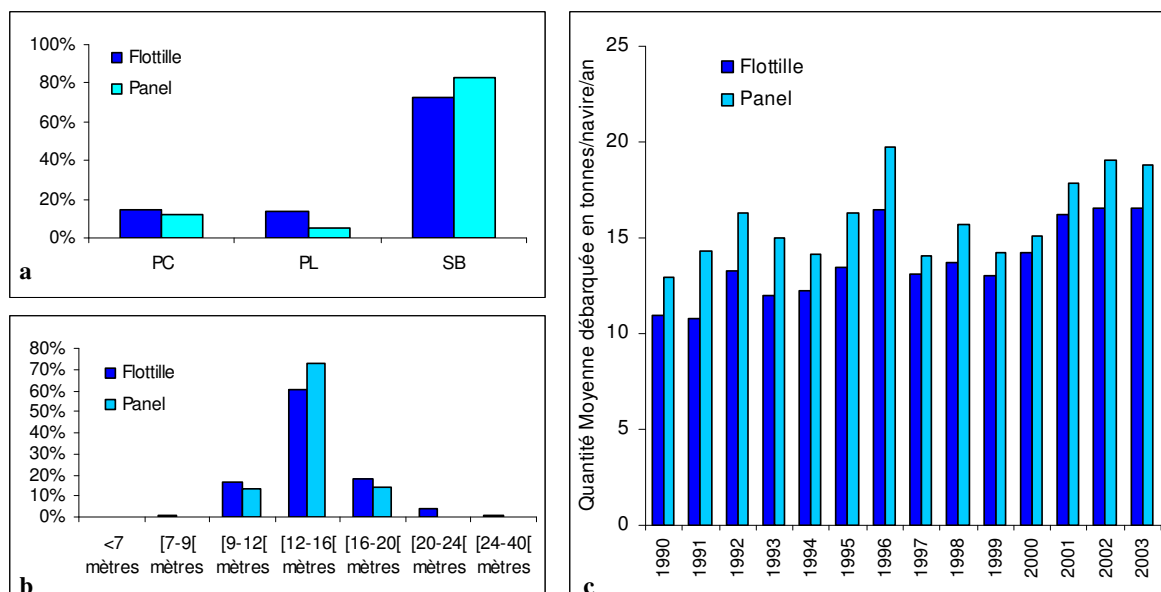 100%
80%
60%
40%
20%
0%
Flottille
Panel
PC PL SB
a
80%
70%
60%
50%
40%
30%
20%
10%
0%
Flottille
Panel
<7 [7-9[ [9-12[ [12-16[ [16-20[ [20-24[ [24-40[
mètres mètres mètres mètres mètres mètres mètres
b
Quantité Moyenne débarquée en tonnes/navire/an
25
20
15
10
5
0
Flottille
Panel
1990 1991 1992 1993 1994 1995 1996 1997 1998 1999 2000 2001 2002 2003
c